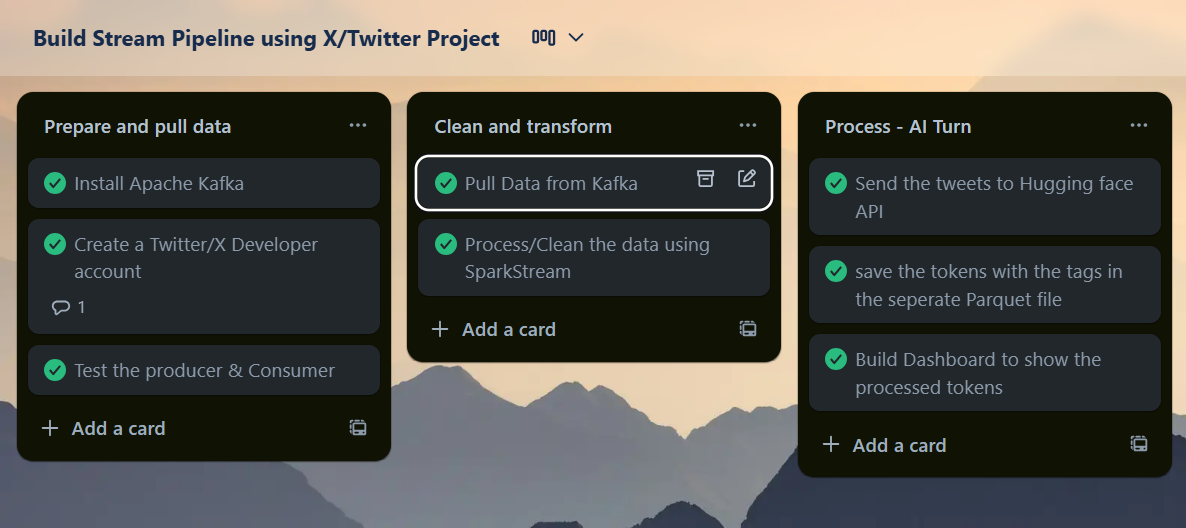 Build Stream Pipeline using X/Twitter Project
Prepare and pull data
Install Apache Kafka
Create a Twitter/X Developer
account
1
Test the producer & Consumer
Add a card
Clean and transform
Pull Data from Kafka
Process/Clean the data using
SparkStream
Add a card
Process - AI Turn
Send the tweets to Hugging face
API
save the tokens with the tags in
the seperate Parquet file
Build Dashboard to show the
processed tokens
Add a card